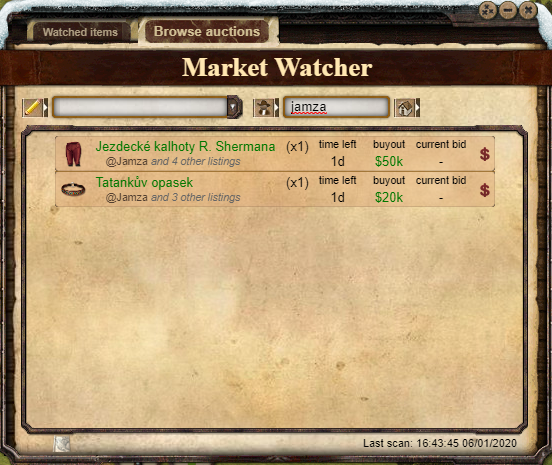 Watched items
Browse auctions
Market Watcher
jamza
Jezdecké kalhoty R. Shermana (x1) time left buyout current bid
@Jamza and 4 other listings 1d $50k - $
Tatankův opasek (x1) time left buyout current bid
@Jamza and 3 other listings 1d $20k - $
Last scan: 16:43:45 06/01/2020